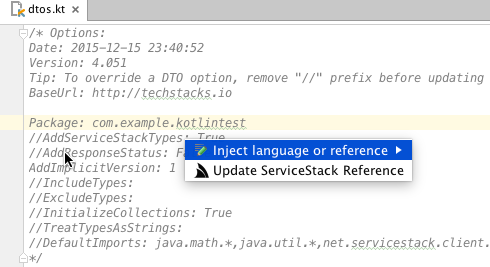 dtos.kt
/* Options:
Date: 2015-12-15 23:40:52
Version: 4.051
Tip: To override a DTO option, remove "//" prefix before updating
BaseUrl: http://techstacks.io
Package: com.example.kotlintest
//AddServiceStackTypes: True
//AddResponseStatus: F
Inject language or reference
AddImplicitVersion: 1
Update ServiceStack Reference
//IncludeTypes:
//ExcludeTypes:
//InitializeCollections: True
//TreatTypesAsStrings:
//DefaultImports: java.math.*,java.util.*,net.servicestack.client.
*/